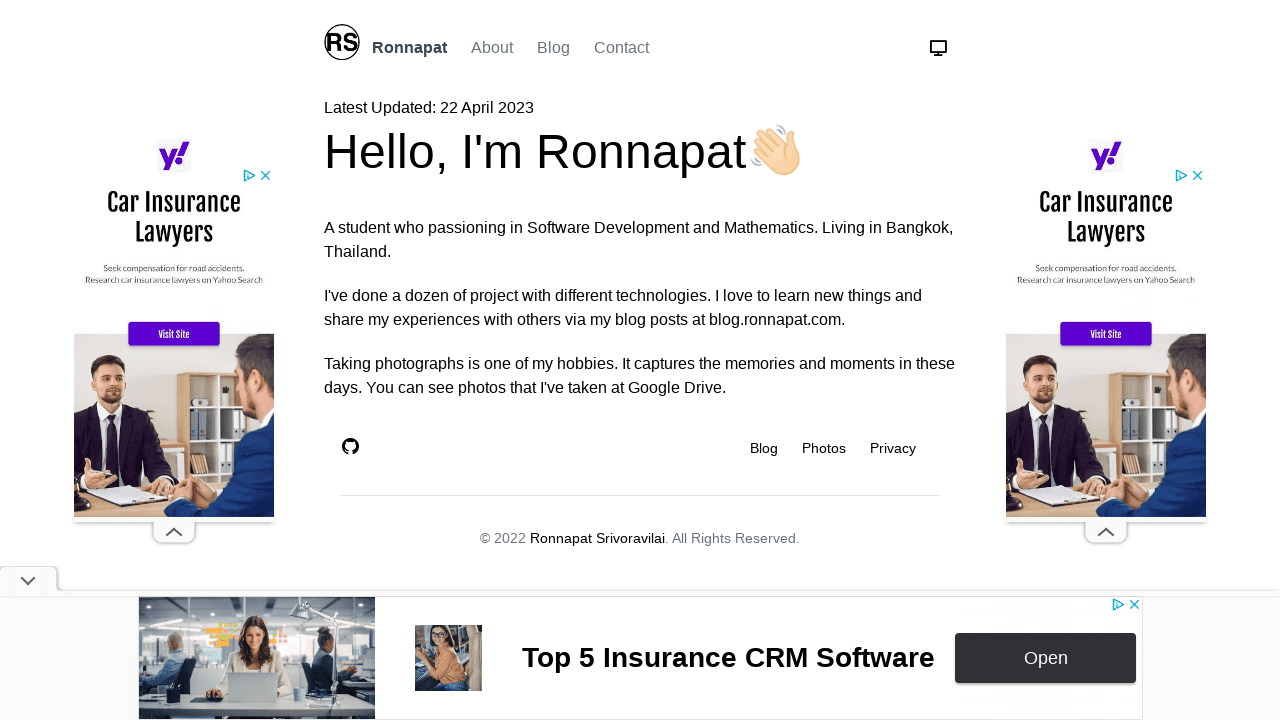 RS Ronnapat About Blog Contact
Latest Updated: 22 April 2023
Hello, I'm Ronnapat👋🏻
A student who passioning in Software Development and Mathematics. Living in Bangkok,
Thailand.
I've done a dozen of project with different technologies. I love to learn new things and
share my experiences with others via my blog posts at blog.ronnapat.com.
Taking photographs is one of my hobbies. It captures the memories and moments in these
days. You can see photos that I've taken at Google Drive.
Blog Photos Privacy
© 2022 Ronnapat Srivoravilai. All Rights Reserved.
y!
Car Insurance
Lawyers
Seek compensation for road accidents.
Research car insurance lawyers on Yahoo Search
Visit Site
y!
Car Insurance
Lawyers
Seek compensation for road accidents.
Research car insurance lawyers on Yahoo Search
Visit Site
Top 5 Insurance CRM Software
Open